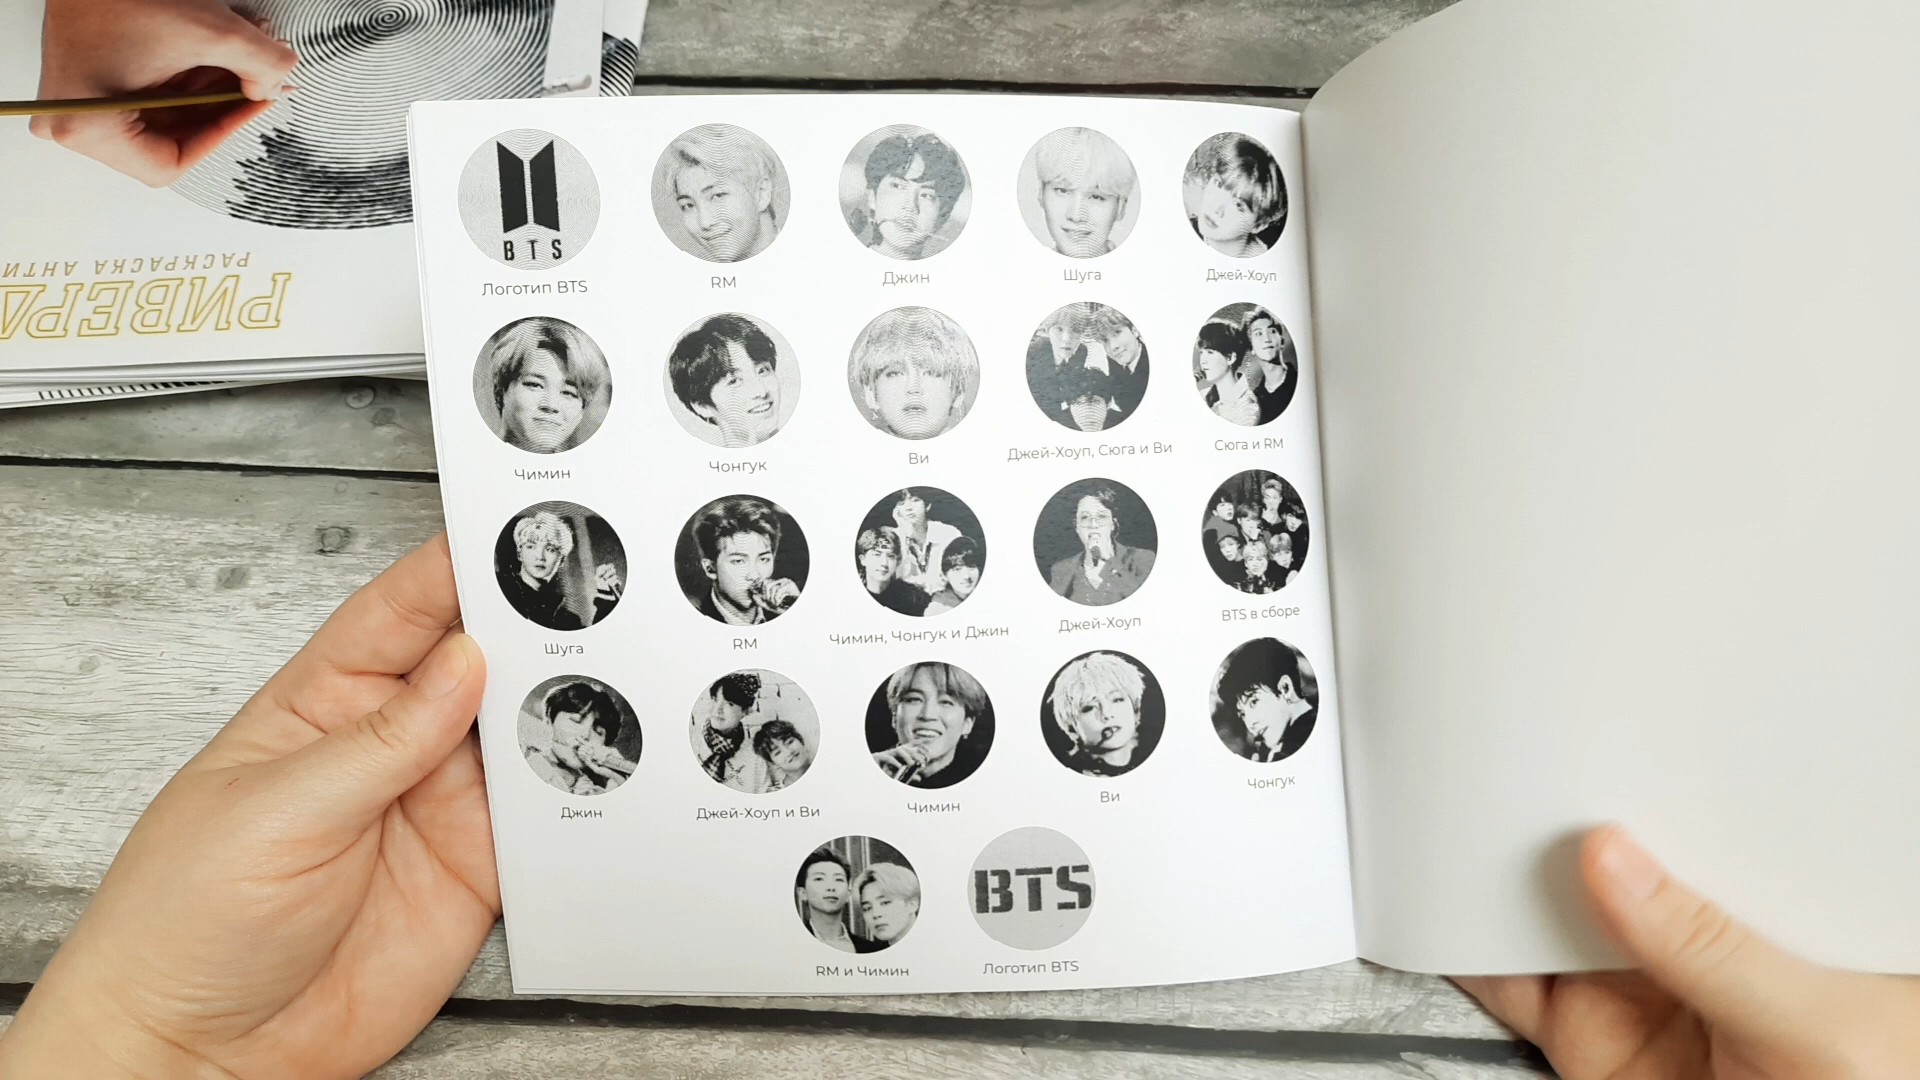 BTS
Логотип BTS
RM
Джин
Шуга
Джей-Хоуп
Чимин
Чонгук
Ви
Джей-Хоуп, Сюга и Ви
Сюга и RM
Шуга
RM
Чимин, Чонгук и Джин
Джей-Хоуп
BTS в сборе
Джин
Джей-Хоуп и Ви
Чимин
Ви
Чонгук
RM и Чимин
BTS
Логотип BTS
РАСКРАСКА АНТИ